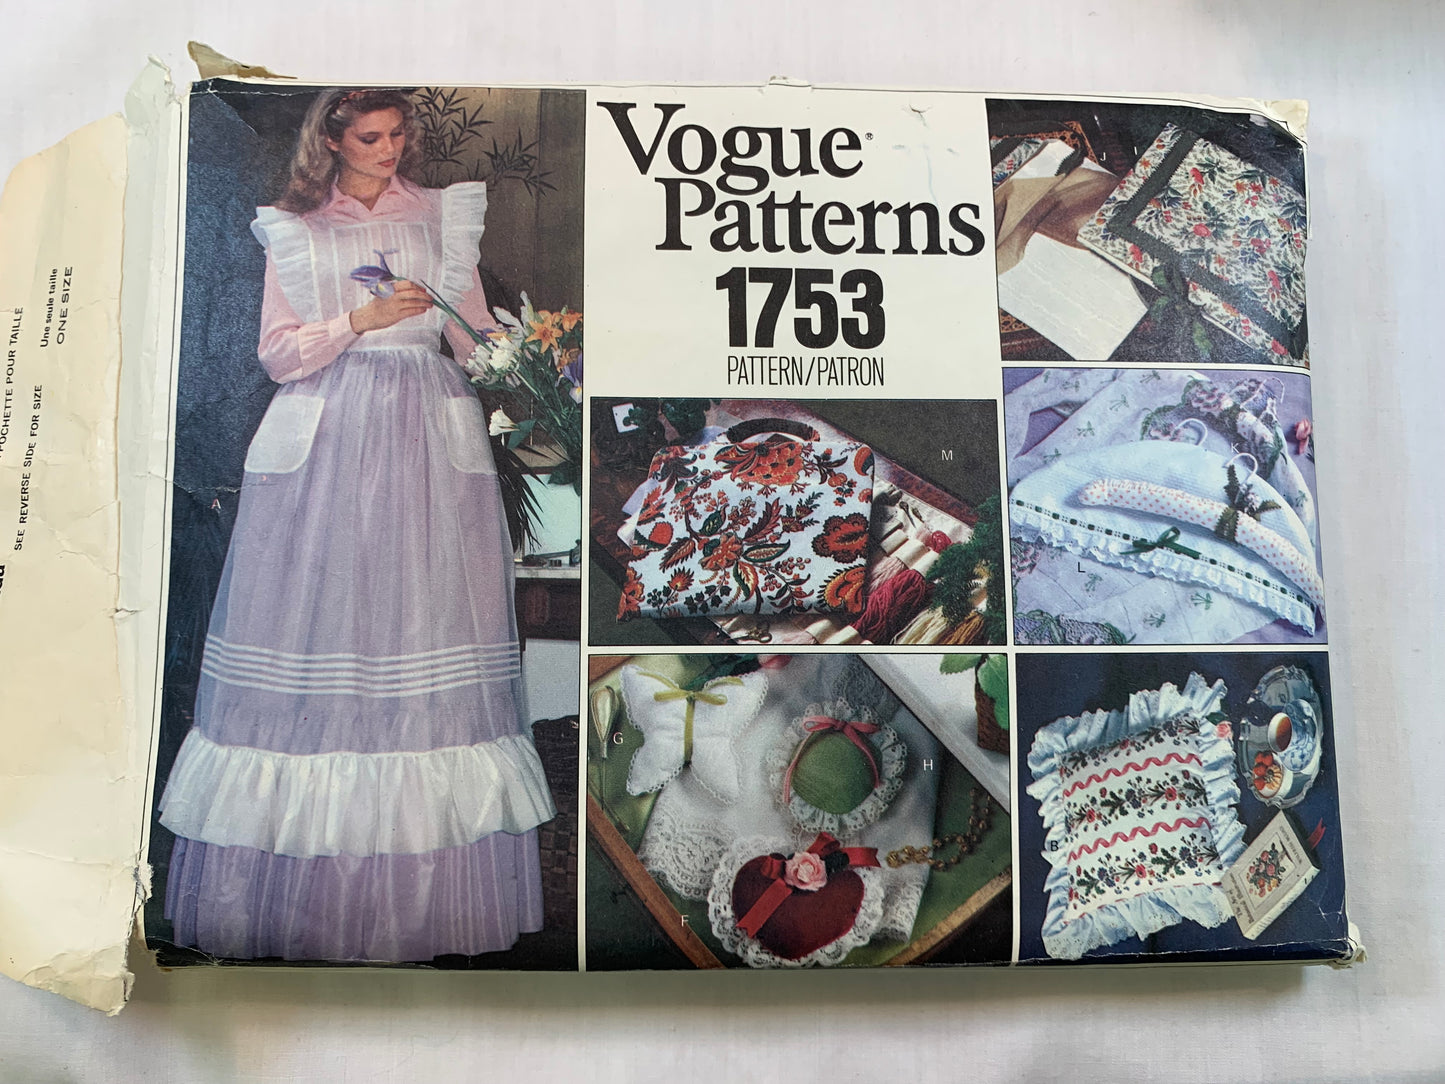 Vogue®
Patterns
1753
PATTERN/PATRON
POCHETTE POUR TAILLE
SEE REVERSE SIDE FOR SIZE
Une seule taille
ONE SIZE
A
J I
M
L
G
H
F
B